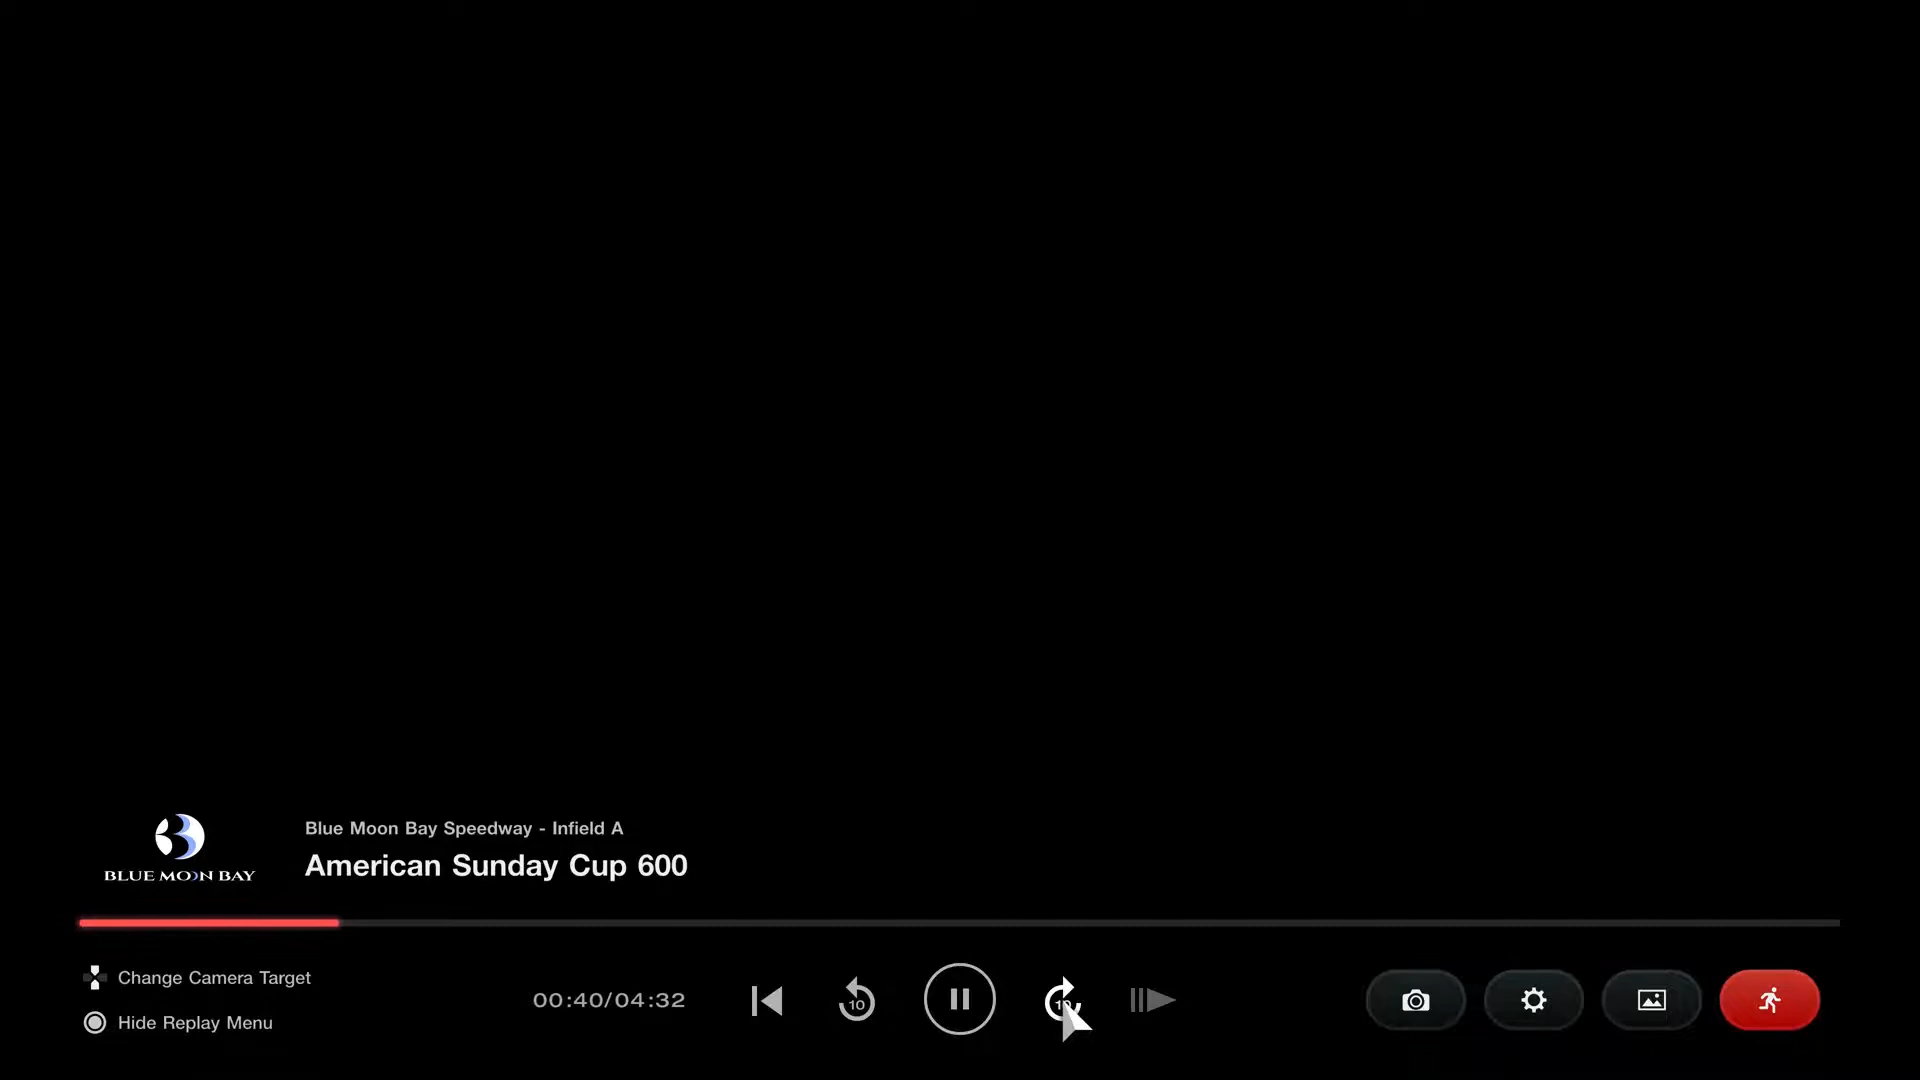 Blue Moon Bay Speedway - Infield A
American Sunday Cup 600
BLUE MOON BAY
Change Camera Target
Hide Replay Menu
00:40/04:32
10
10